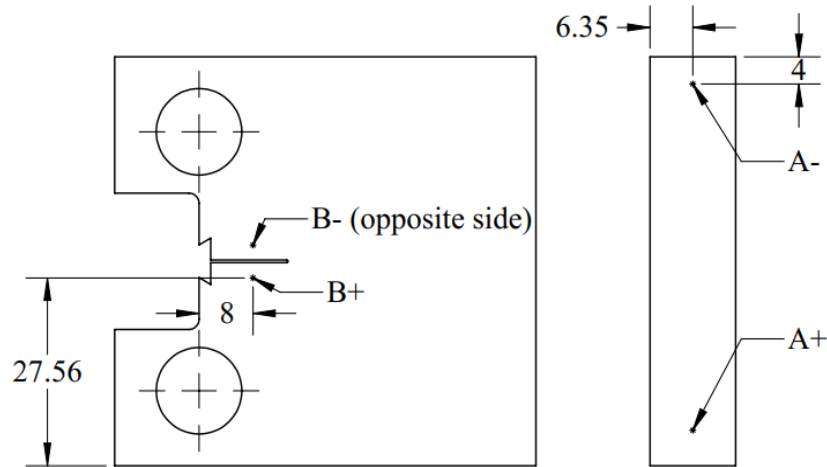 6.35
4
A-
B- (opposite side)
B+
8
A+
27.56